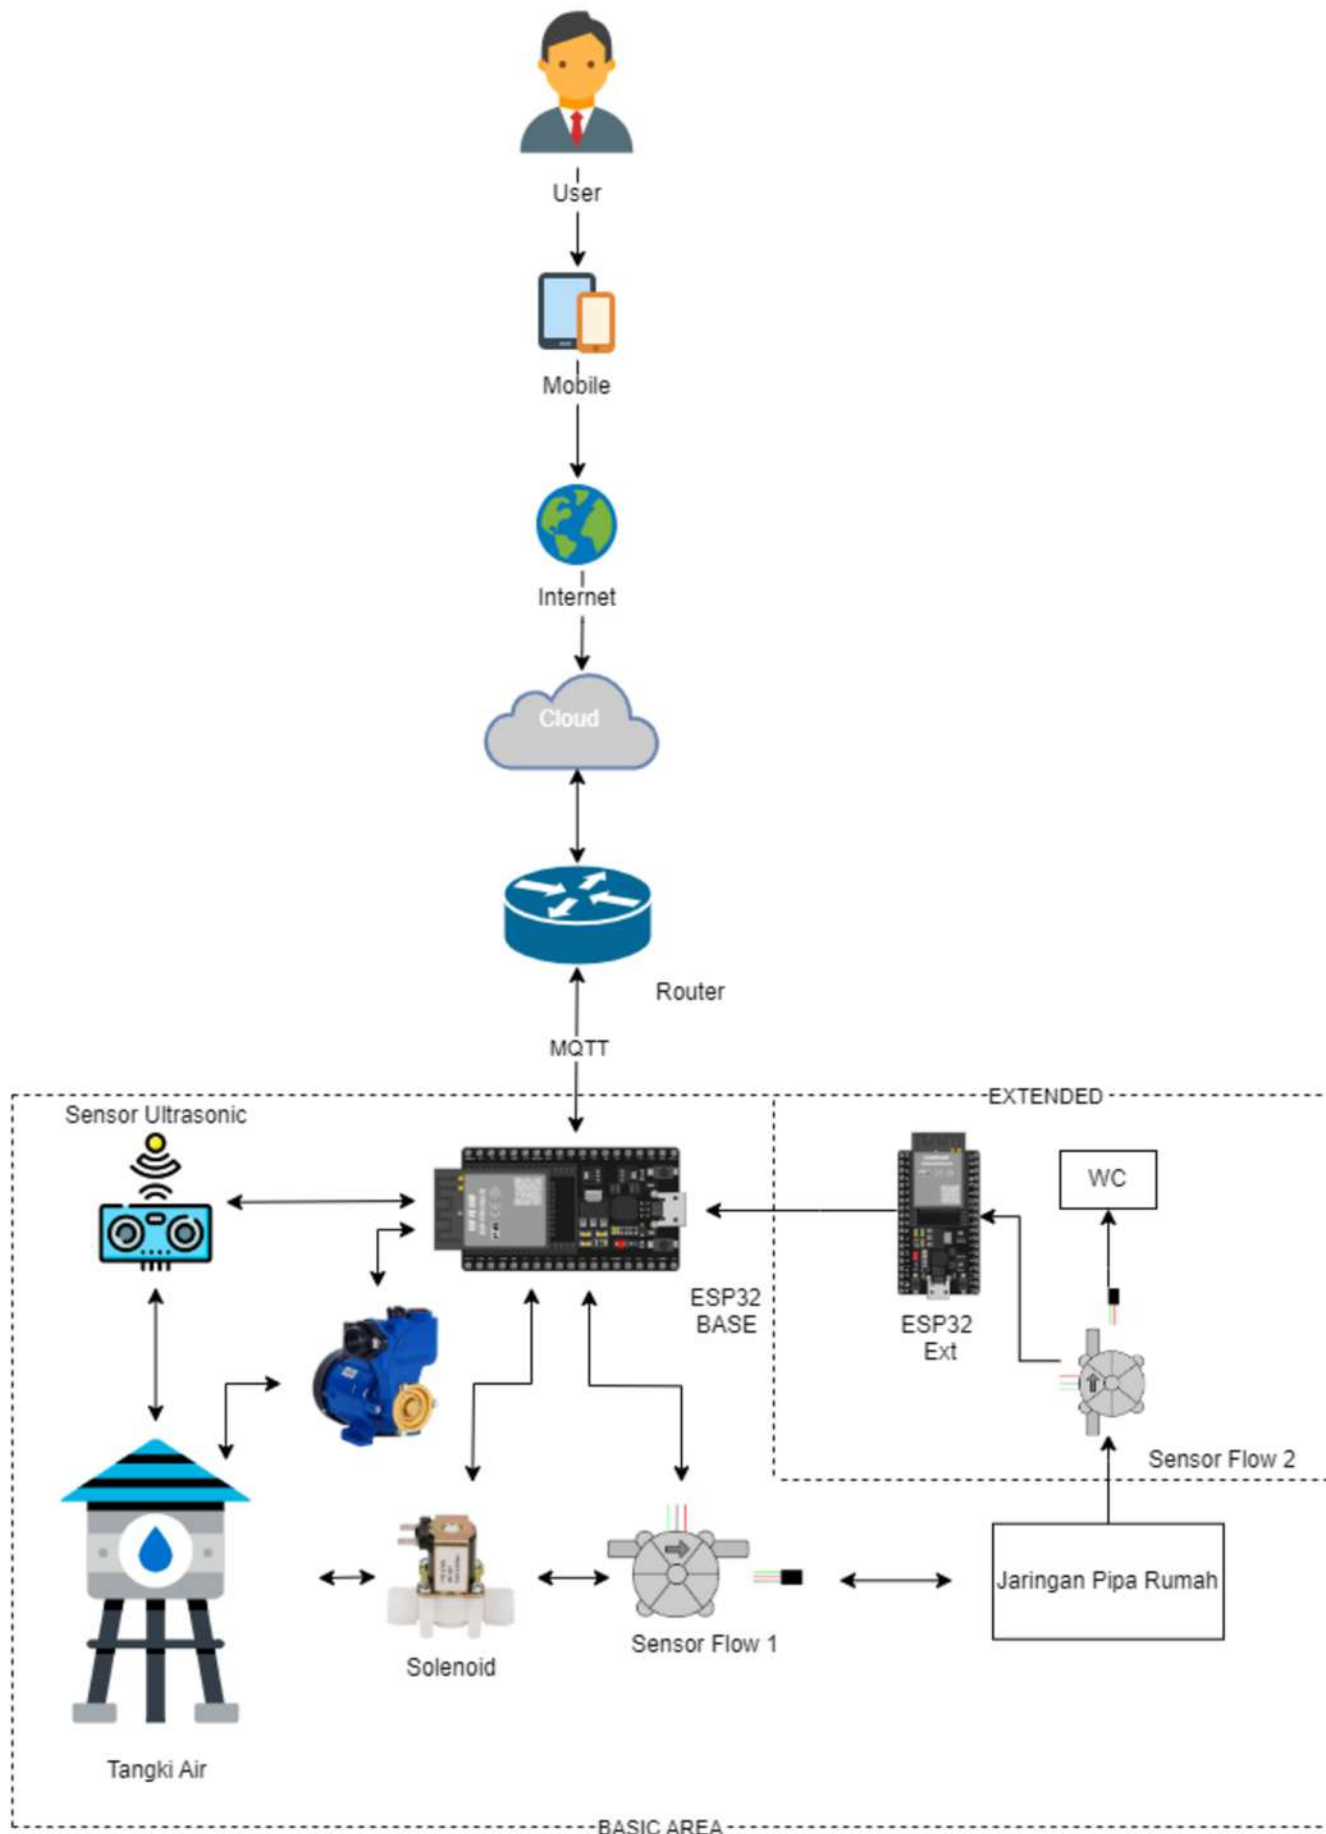 User
Mobile
Internet
Cloud
Router
MQTT
EXTENDED
Sensor Ultrasonic
WC
ESP32
BASE
ESP32
Ext
Sensor Flow 2
Jaringan Pipa Rumah
Sensor Flow 1
Solenoid
Tangki Air
BASIC AREA